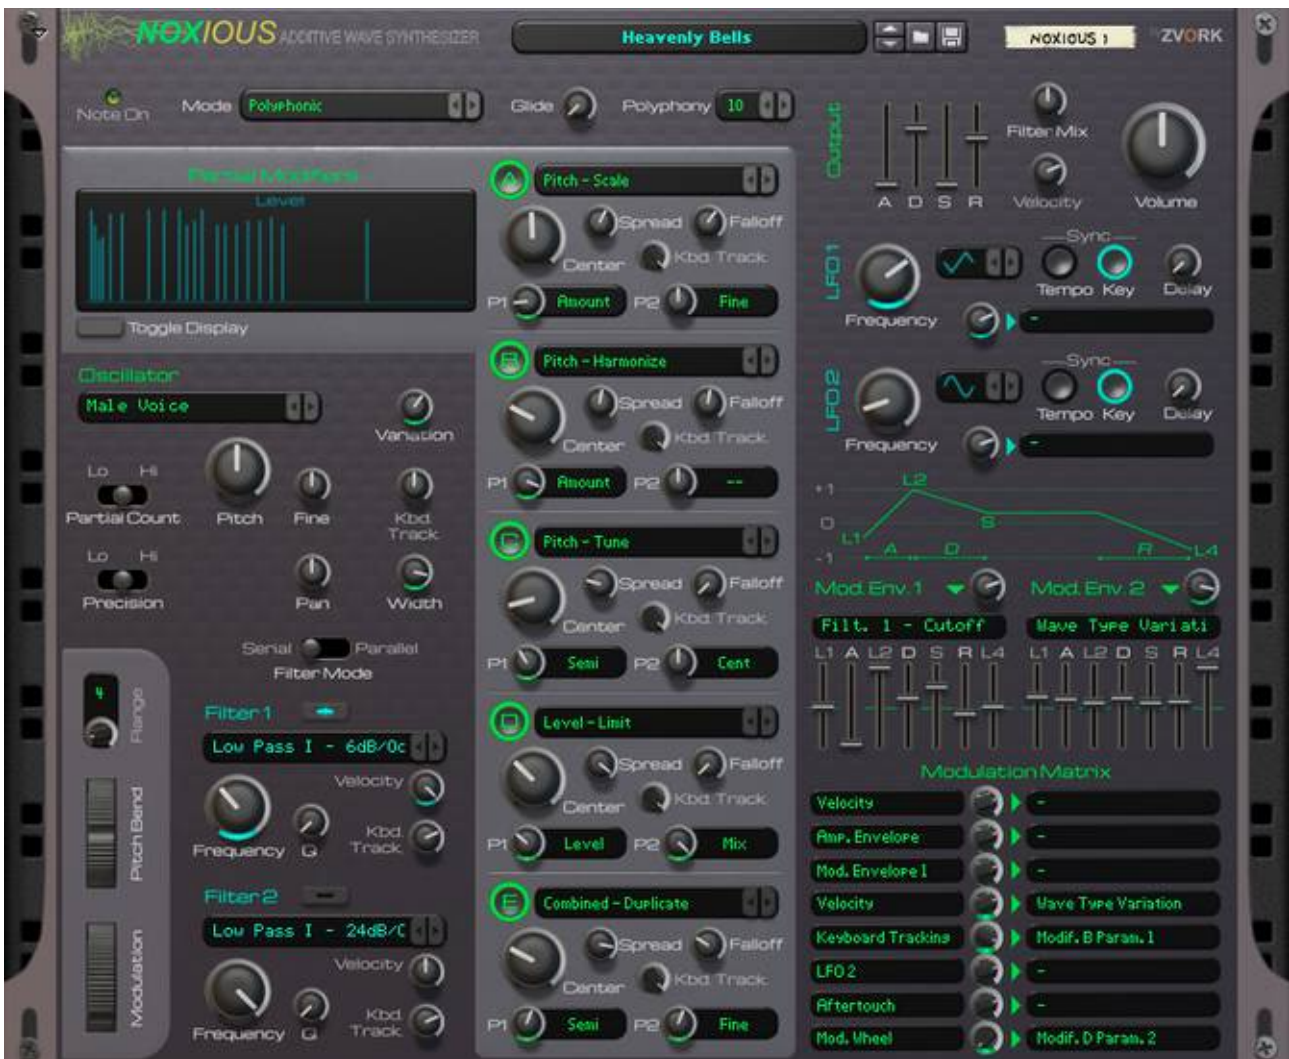 NOXIOUS ADDITIVE WAVE SYNTHESIZER
Heavenly Bells
NOXIOUS 1
ZVORK
Note On
Mode
Polyphonic
Glide
Polyphony
10
Partial Modifiers
Level
Toggle Display
Oscillator
Male Voice
Variation
Lo Hi
Partial Count
Pitch
Fine
Kbd.
Track
Lo Hi
Precision
Pan
Width
Serial
Parallel
Filter Mode
4
Range
Pitch Bend
Modulation
Filter 1
Low Pass I - 6dB/Oc
Velocity
Frequency
Q
Kbd.
Track
Filter 2
Low Pass I - 24dB/C
Velocity
Frequency
Q
Kbd.
Track
A
Pitch - Scale
Center
Spread
Falloff
Kbd. Track
P1
Amount
P2
Fine
B
Pitch - Harmonize
Center
Spread
Falloff
Kbd. Track
P1
Amount
P2
--
C
Pitch - Tune
Center
Spread
Falloff
Kbd. Track
P1
Semi
P2
Cent
D
Level - Limit
Center
Spread
Falloff
Kbd. Track
P1
Level
P2
Mix
E
Combined - Duplicate
Center
Spread
Falloff
Kbd. Track
P1
Semi
P2
Fine
Output
A D S R
Filter Mix
Velocity
Volume
LFO 1
Frequency
Sync
Tempo Key
Delay
-
LFO 2
Frequency
Sync
Tempo Key
Delay
-
+1
0
-1
L1
L2
S
L4
A
D
R
Mod. Env. 1
Filt. 1 - Cutoff
L1 A L2 D S R L4
Mod. Env. 2
Wave Type Variati
L1 A L2 D S R L4
Modulation Matrix
Velocity -
Amp. Envelope -
Mod. Envelope 1 -
Velocity Wave Type Variation
Keyboard Tracking Modif. B Param. 1
LFO 2 -
Aftertouch -
Mod. Wheel Modif. D Param. 2